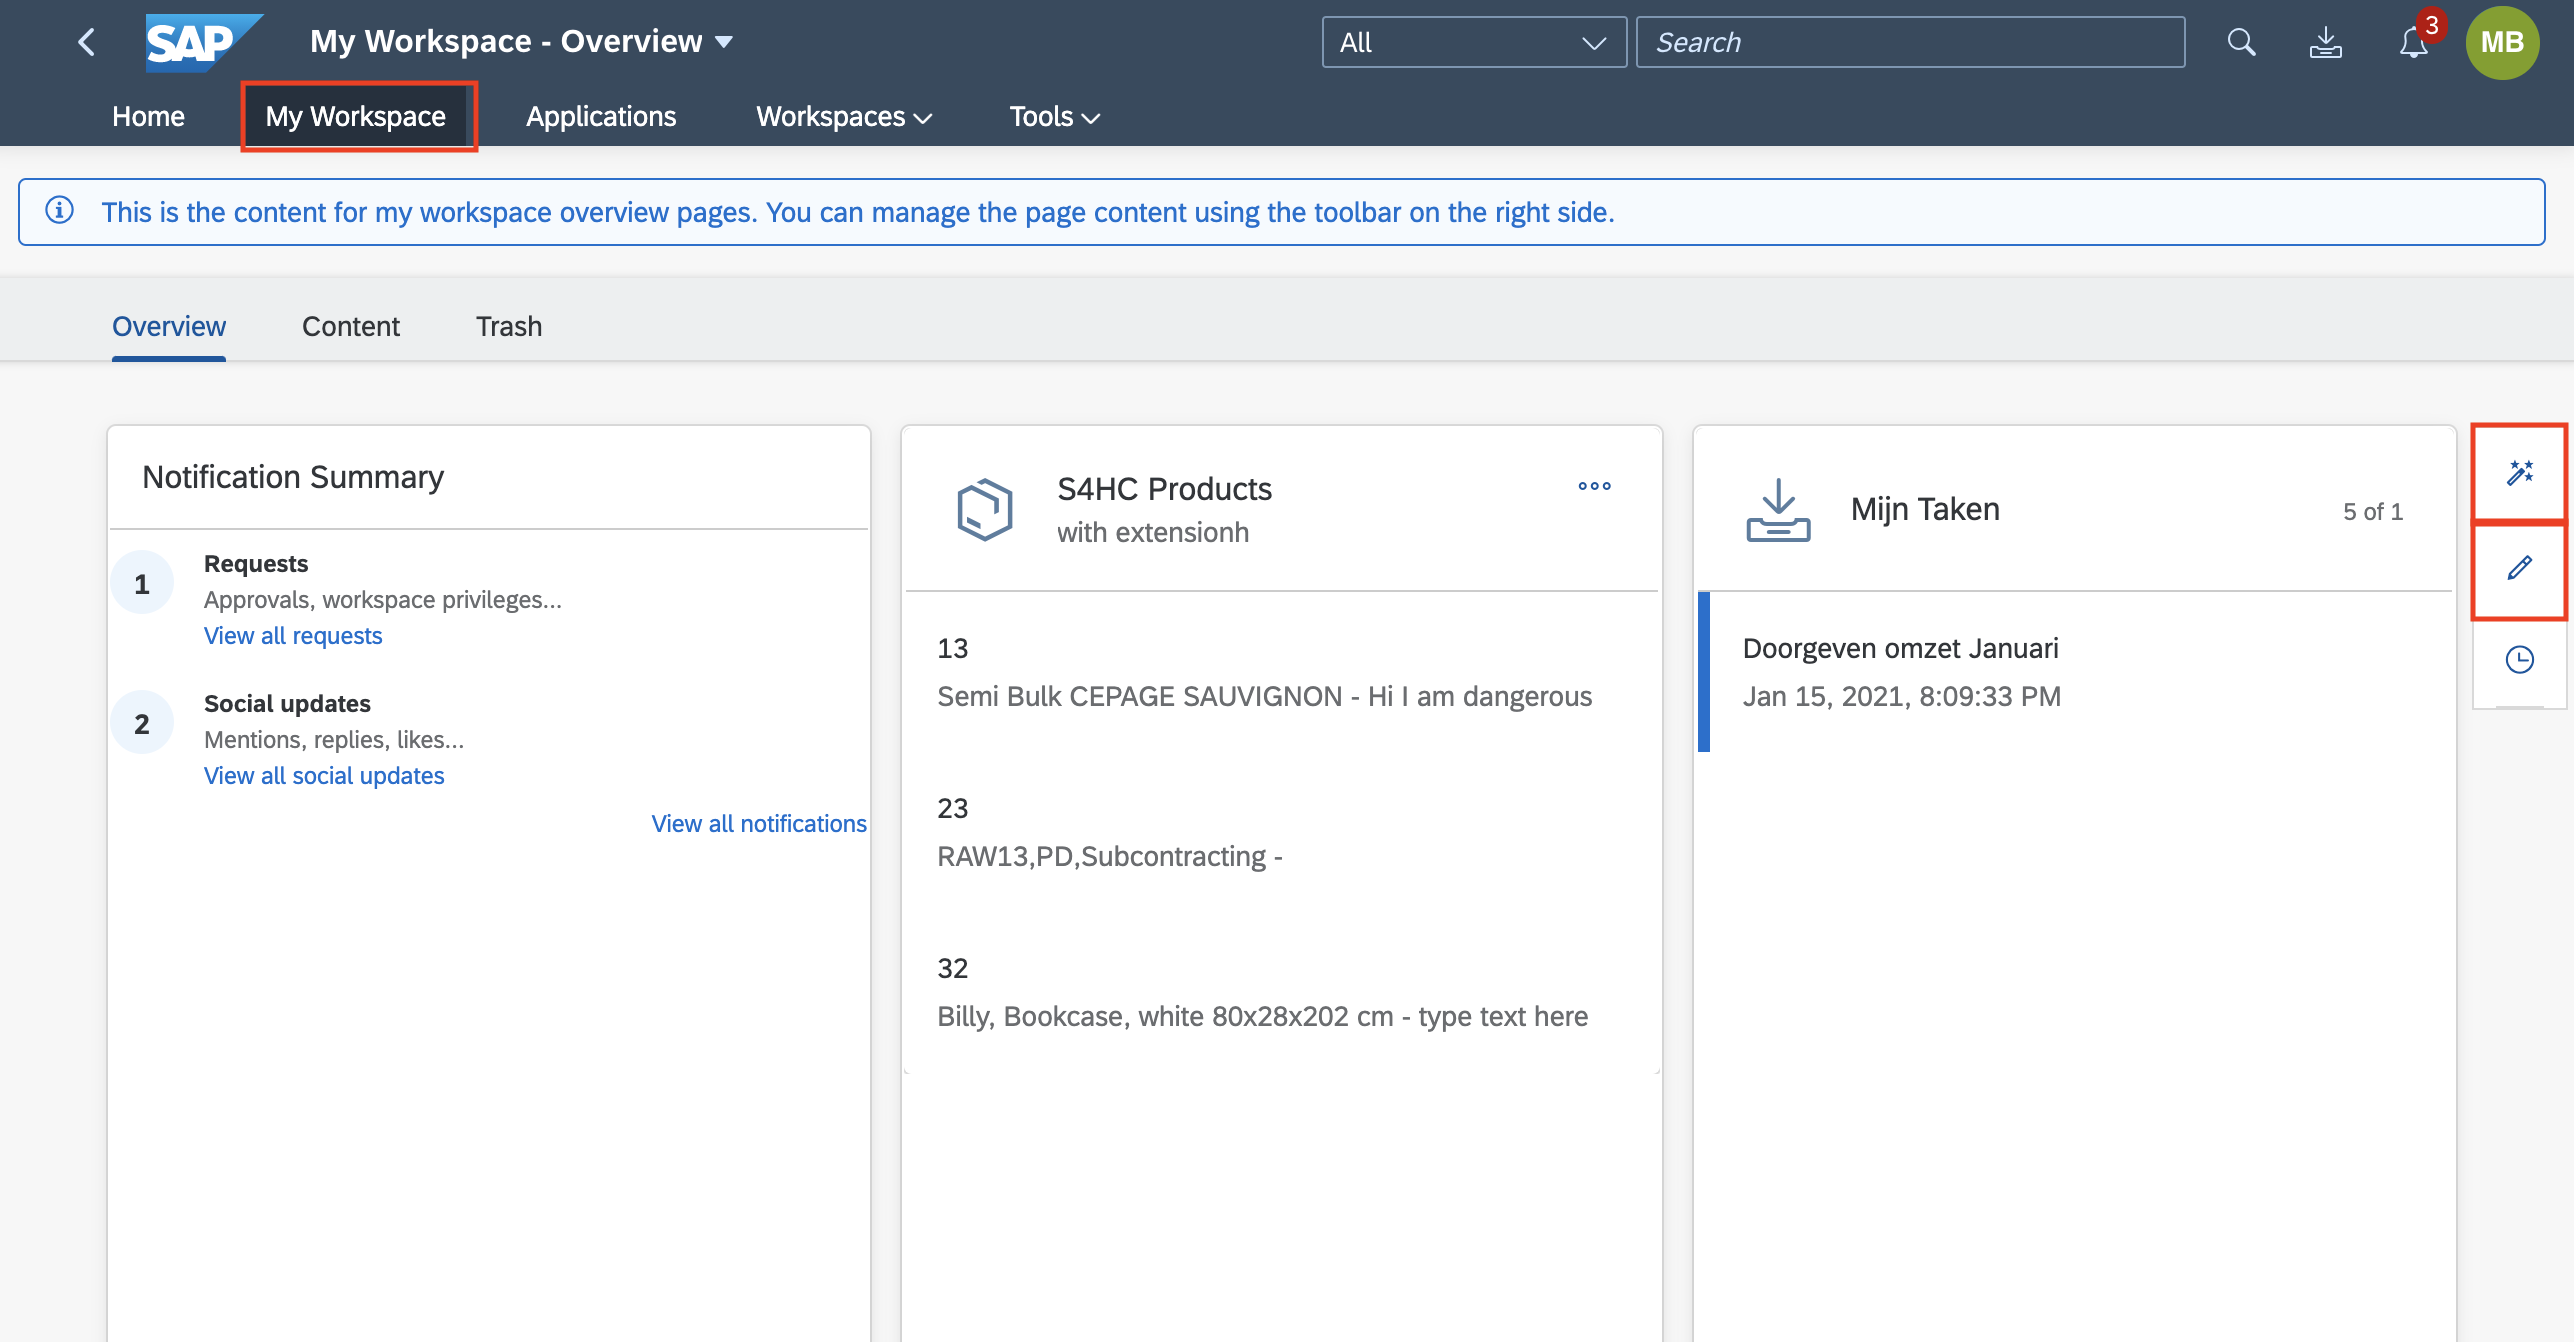 SAP My Workspace - Overview
All
Search
3
MB
Home My Workspace Applications Workspaces Tools
This is the content for my workspace overview pages. You can manage the page content using the toolbar on the right side.
Overview Content Trash
Notification Summary
1
Requests
Approvals, workspace privileges...
View all requests
2
Social updates
Mentions, replies, likes...
View all social updates
View all notifications
S4HC Products
with extensionh
13
Semi Bulk CEPAGE SAUVIGNON - Hi I am dangerous
23
RAW13,PD,Subcontracting -
32
Billy, Bookcase, white 80x28x202 cm - type text here
Mijn Taken
5 of 1
Doorgeven omzet Januari
Jan 15, 2021, 8:09:33 PM